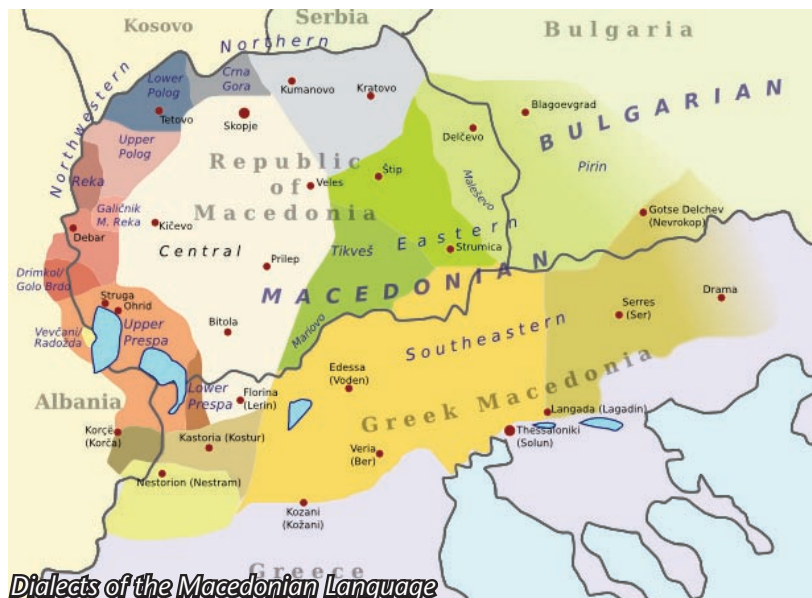 Kosovo
Serbia
Bulgaria
Northern
Northwestern
Lower
Polog
Crna
Gora
Kumanovo
Kratovo
Tetovo
Skopje
Blagoevgrad
Delčevo
BULGARIAN
Upper
Polog
Republic
of
Macedonia
Pirin
Reka
Veles
Štip
Maleševo
Galičnik
M. Reka
Kičevo
Gotse Delchev
(Nevrokop)
Debar
Central
Tikveš
Eastern
Strumica
Prilep
Drimkol/
Golo Brdo
MACEDONIAN
Struga
Ohrid
Drama
Serres
(Ser)
Vevčani/
Radožda
Upper
Prespa
Bitola
Mariovo
Southeastern
Edessa
(Voden)
Lower
Prespa
Florina
(Lerin)
Greek Macedonia
Albania
Langada (Lagadin)
Korçë
(Korča)
Kastoria (Kostur)
Thessaloniki
(Solun)
Veria
(Ber)
Nestorion (Nestram)
Kozani
(Kožani)
Greece
Dialects of the Macedonian Language